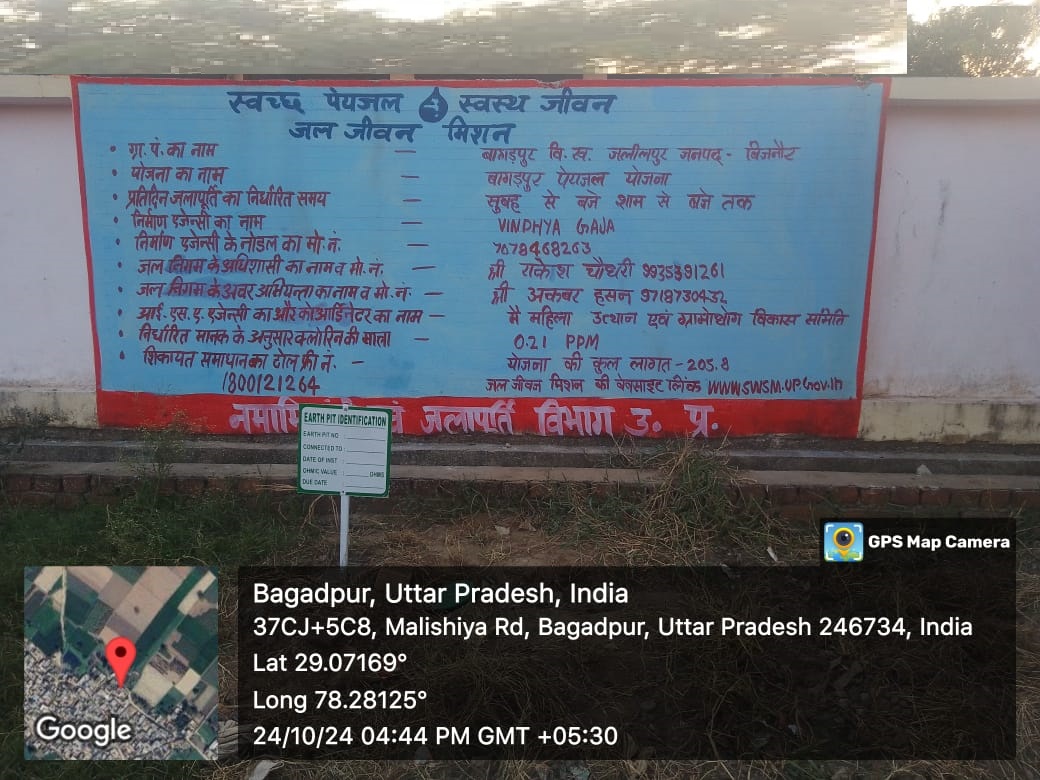 स्वच्छ पेयजल स्वस्थ जीवन
जल जीवन मिशन
• ग्रा. पं. का नाम — बागड़पुर वि. ख. जलीलपुर जनपद - बिजनौर
• योजना का नाम — बागड़पुर पेयजल योजना
• प्रतिदिन जलापूर्ति का निर्धारित समय — सुबह से बजे शाम से बजे तक
• निर्माण एजेन्सी का नाम — VINDHYA GAJA
• निर्माण एजेन्सी के नोडल का मो. नं. — 7678468263
• जल निगम के अधिशासी का नाम व मो. नं. — श्री राकेश चौधरी 9935391261
• जल निगम के अवर अभियन्ता का नाम व मो. नं. — श्री अकबर हसन 9718730432
• आई. एस. ए. एजेन्सी का और कोआर्डिनेटर का नाम — मै महिला उत्थान एवं ग्रामोधोग विकास समिति
• निर्धारित मानक के अनुसार क्लोरिन की मात्रा — 0.21 PPM
• शिकायत समाधान का टोल फ्री नं. — योजना की कुल लागत - 205.8
1800121264 जल जीवन मिशन की वेबसाइट लिंक www.SWSM.UP.Gov.in
नमामि वं जलापूर्ति विभाग उ. प्र.
EARTH PIT IDENTIFICATION
EARTH PIT NO
CONNECTED TO :
DATE OF INST :
OHMIC VALUE : OHMS
DUE DATE
GPS Map Camera
Bagadpur, Uttar Pradesh, India
37CJ+5C8, Malishiya Rd, Bagadpur, Uttar Pradesh 246734, India
Lat 29.07169°
Long 78.28125°
24/10/24 04:44 PM GMT +05:30
Google